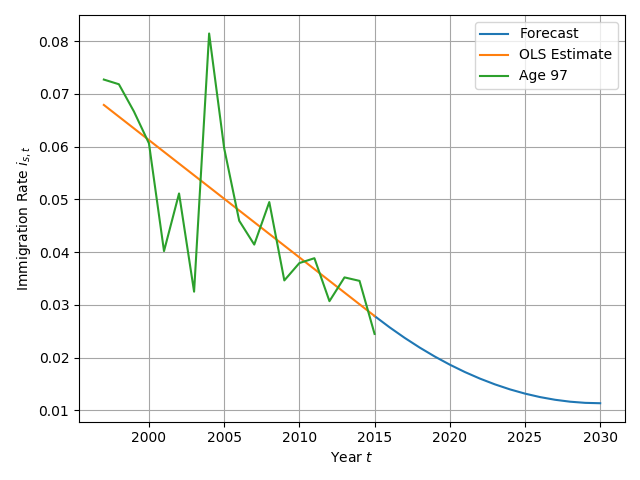 0.08
0.07
0.06
0.05
0.04
0.03
0.02
0.01
Immigration Rate i_{s,t}
Forecast
OLS Estimate
Age 97
2000 2005 2010 2015 2020 2025 2030
Year t